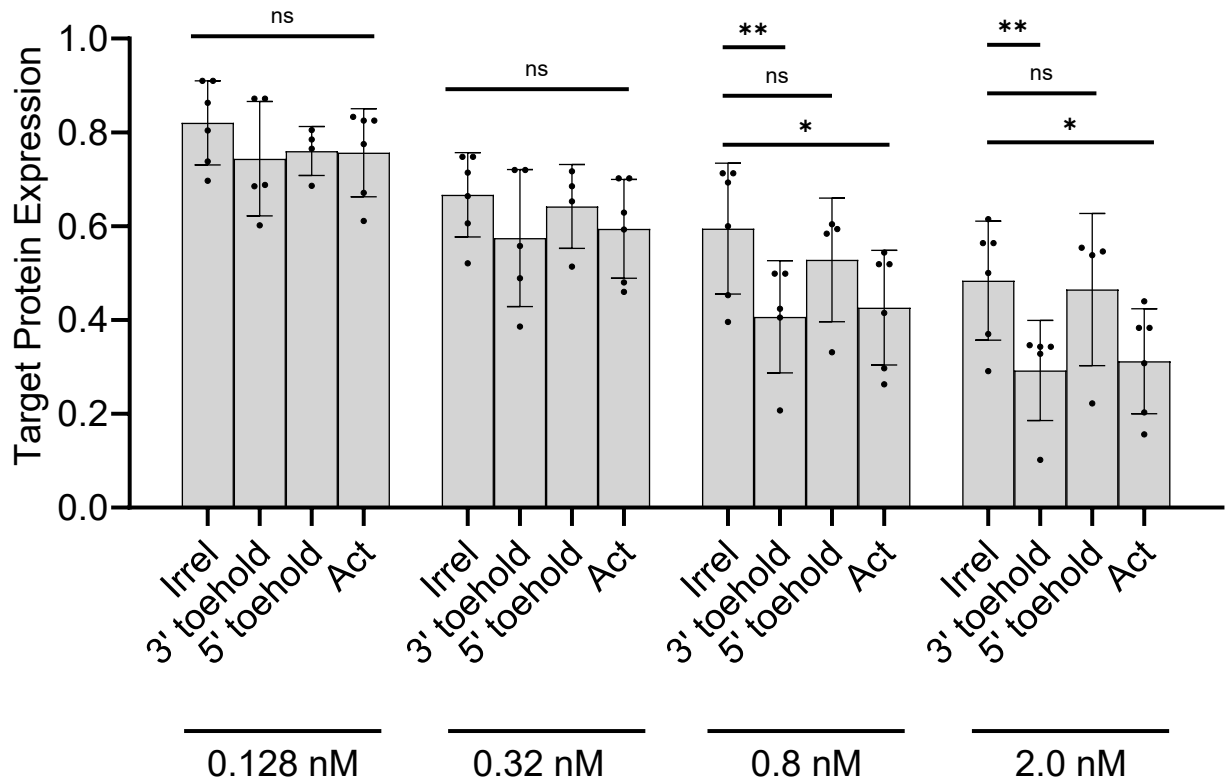 Target Protein Expression
1.0
0.8
0.6
0.4
0.2
0.0
ns
ns
**
ns
*
**
ns
*
Irrel
3' toehold
5' toehold
Act
Irrel
3' toehold
5' toehold
Act
Irrel
3' toehold
5' toehold
Act
Irrel
3' toehold
5' toehold
Act
0.128 nM
0.32 nM
0.8 nM
2.0 nM